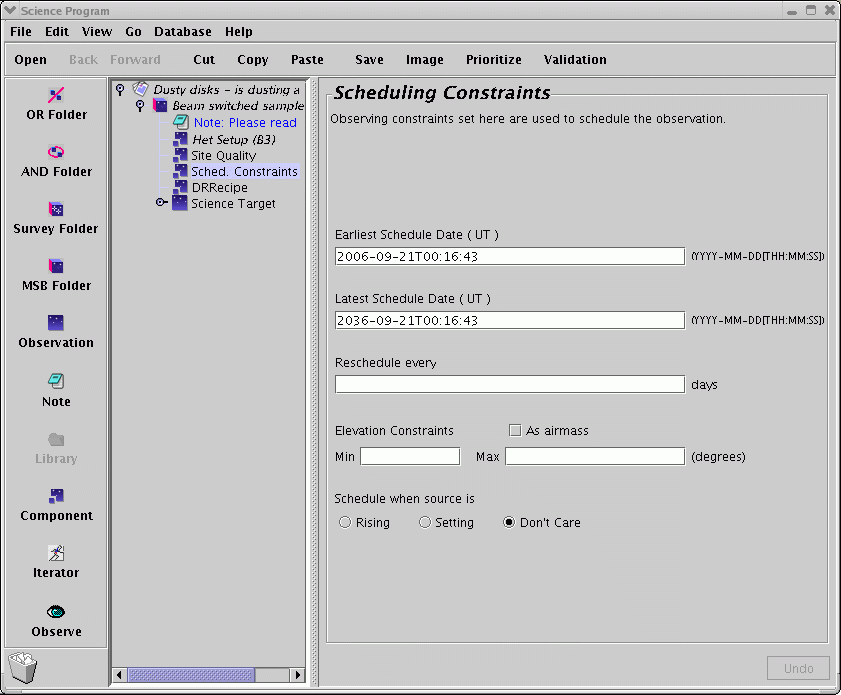 Science Program
File Edit View Go Database Help
Open Back Forward Cut Copy Paste Save Image Prioritize Validation
OR Folder
AND Folder
Survey Folder
MSB Folder
Observation
Note
Library
Component
Iterator
Observe
Dusty disks - is dusting a
Beam switched sample
Note: Please read
Het Setup (B3)
Site Quality
Sched. Constraints
DRRecipe
Science Target
Scheduling Constraints
Observing constraints set here are used to schedule the observation.
Earliest Schedule Date ( UT )
2006-09-21T00:16:43 (YYYY-MM-DD[THH:MM:SS])
Latest Schedule Date ( UT )
2036-09-21T00:16:43 (YYYY-MM-DD[THH:MM:SS])
Reschedule every
days
Elevation Constraints As airmass
Min Max (degrees)
Schedule when source is
Rising Setting Don't Care
Undo